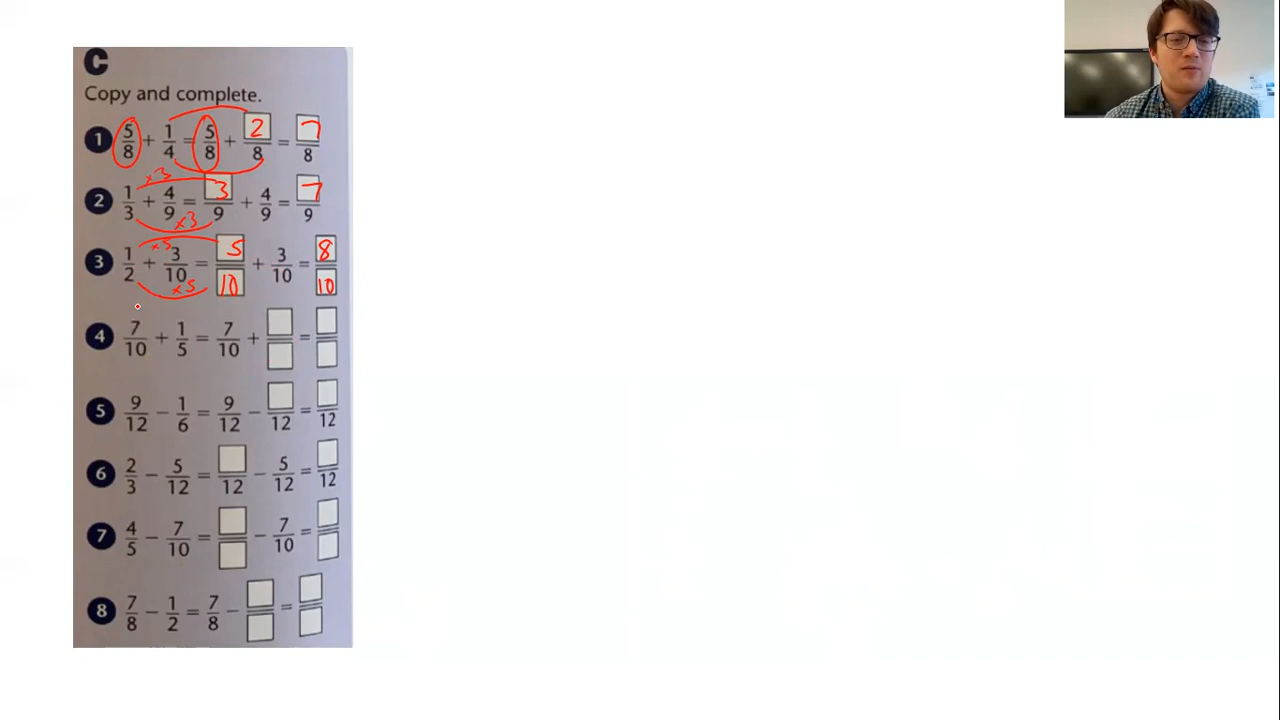 C
Copy and complete.
1 5/8 + 1/4 = 5/8 + 2/8 = 7/8
×3
2 1/3 + 4/9 = 3/9 + 4/9 = 7/9
×3
×5
3 1/2 + 3/10 = 5/10 + 3/10 = 8/10
×5
4 7/10 + 1/5 = 7/10 + □/□ = □/□
5 9/12 − 1/6 = 9/12 − □/12 = □/12
6 2/3 − 5/12 = □/12 − 5/12 = □/12
7 4/5 − 7/10 = □/□ − 7/10 = □/□
8 7/8 − 1/2 = 7/8 − □/□ = □/□